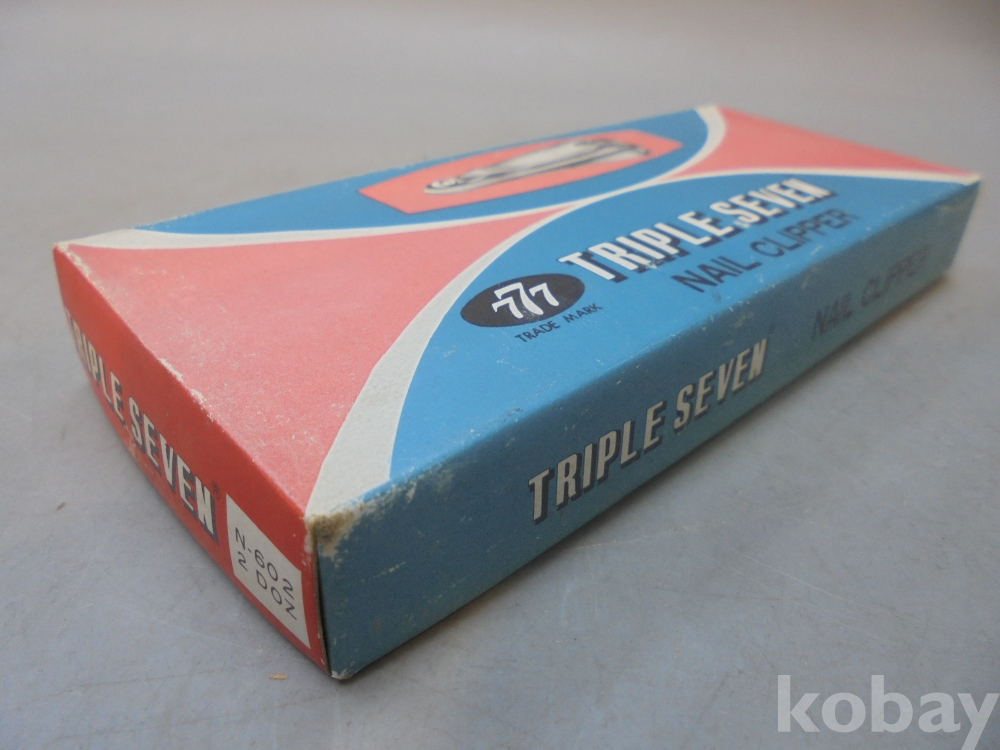 777
TRADE MARK
TRIPLE SEVEN
NAIL CLIPPER
TRIPLE SEVEN
NAIL CLIPPER
TRIPLE SEVEN
N.602
2 DOZ
kobay